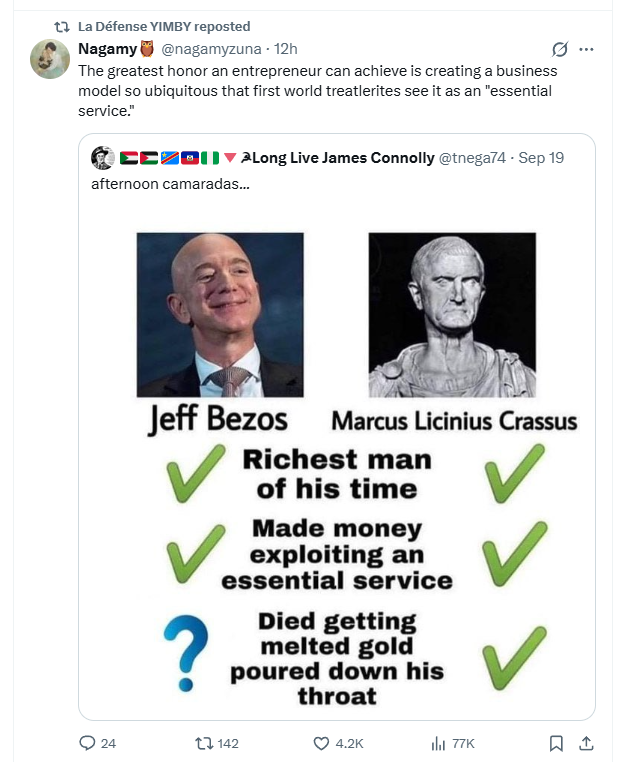 La Défense YIMBY reposted
Nagamy🦉 @nagamyzuna · 12h
The greatest honor an entrepreneur can achieve is creating a business
model so ubiquitous that first world treatlerites see it as an "essential
service."
🇸🇩🇵🇸🇨🇩🇭🇹🇳🇬🔻☭Long Live James Connolly @tnega74 · Sep 19
afternoon camaradas...
Jeff Bezos
Marcus Licinius Crassus
Richest man
of his time
Made money
exploiting an
essential service
Died getting
melted gold
poured down his
throat
24
142
4.2K
77K